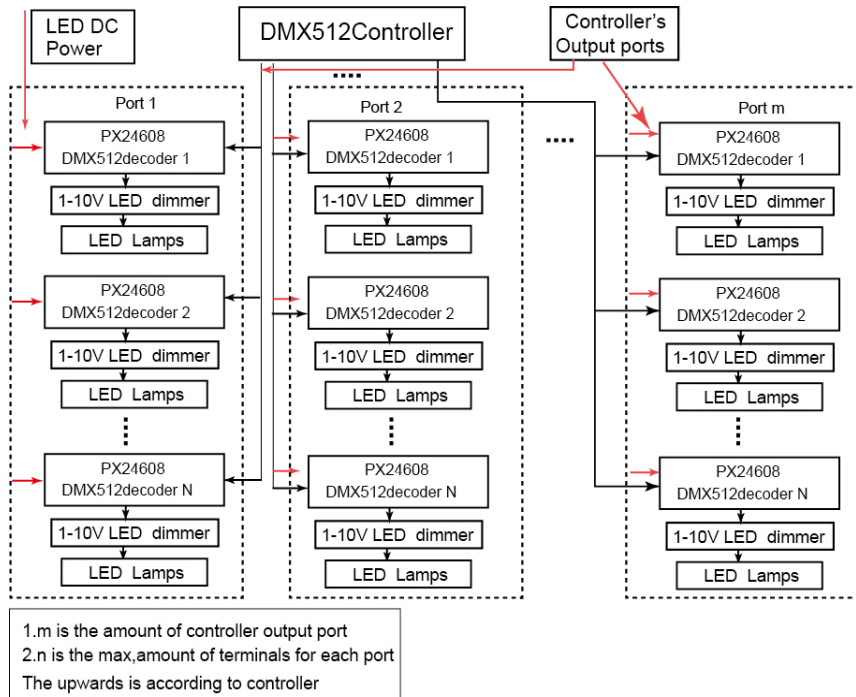 LED DC
Power
DMX512Controller
Controller's
Output ports
Port 1
PX24608
DMX512decoder 1
1-10V LED dimmer
LED Lamps
PX24608
DMX512decoder 2
1-10V LED dimmer
LED Lamps
PX24608
DMX512decoder N
1-10V LED dimmer
LED Lamps
Port 2
PX24608
DMX512decoder 1
1-10V LED dimmer
LED Lamps
PX24608
DMX512decoder 2
1-10V LED dimmer
LED Lamps
PX24608
DMX512decoder N
1-10V LED dimmer
LED Lamps
Port m
PX24608
DMX512decoder 1
1-10V LED dimmer
LED Lamps
PX24608
DMX512decoder 2
1-10V LED dimmer
LED Lamps
PX24608
DMX512decoder N
1-10V LED dimmer
LED Lamps
1.m is the amount of controller output port
2.n is the max,amount of terminals for each port
The upwards is according to controller